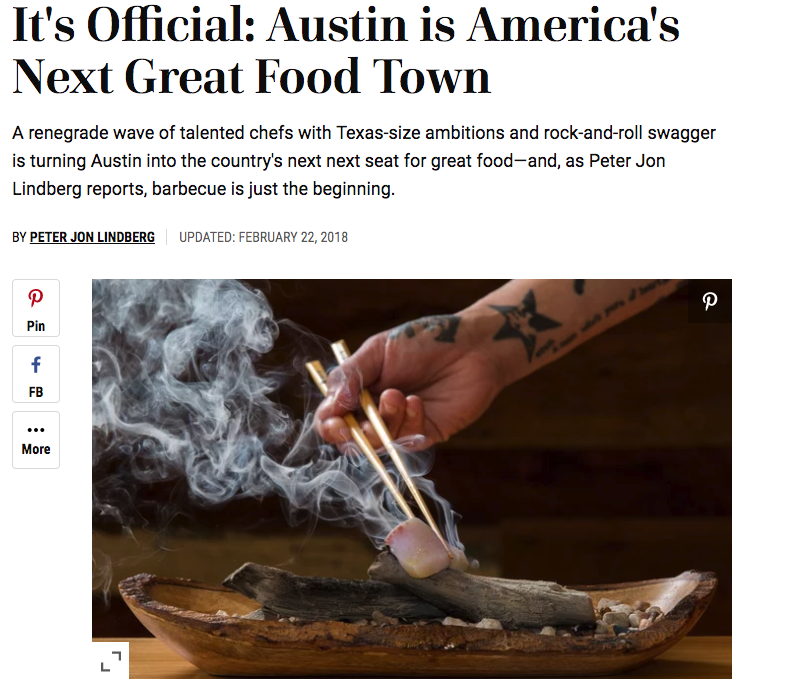 It's Official: Austin is America's
Next Great Food Town
A renegrade wave of talented chefs with Texas-size ambitions and rock-and-roll swagger
is turning Austin into the country's next next seat for great food—and, as Peter Jon
Lindberg reports, barbecue is just the beginning.
BY PETER JON LINDBERG UPDATED: FEBRUARY 22, 2018
Pin
FB
More